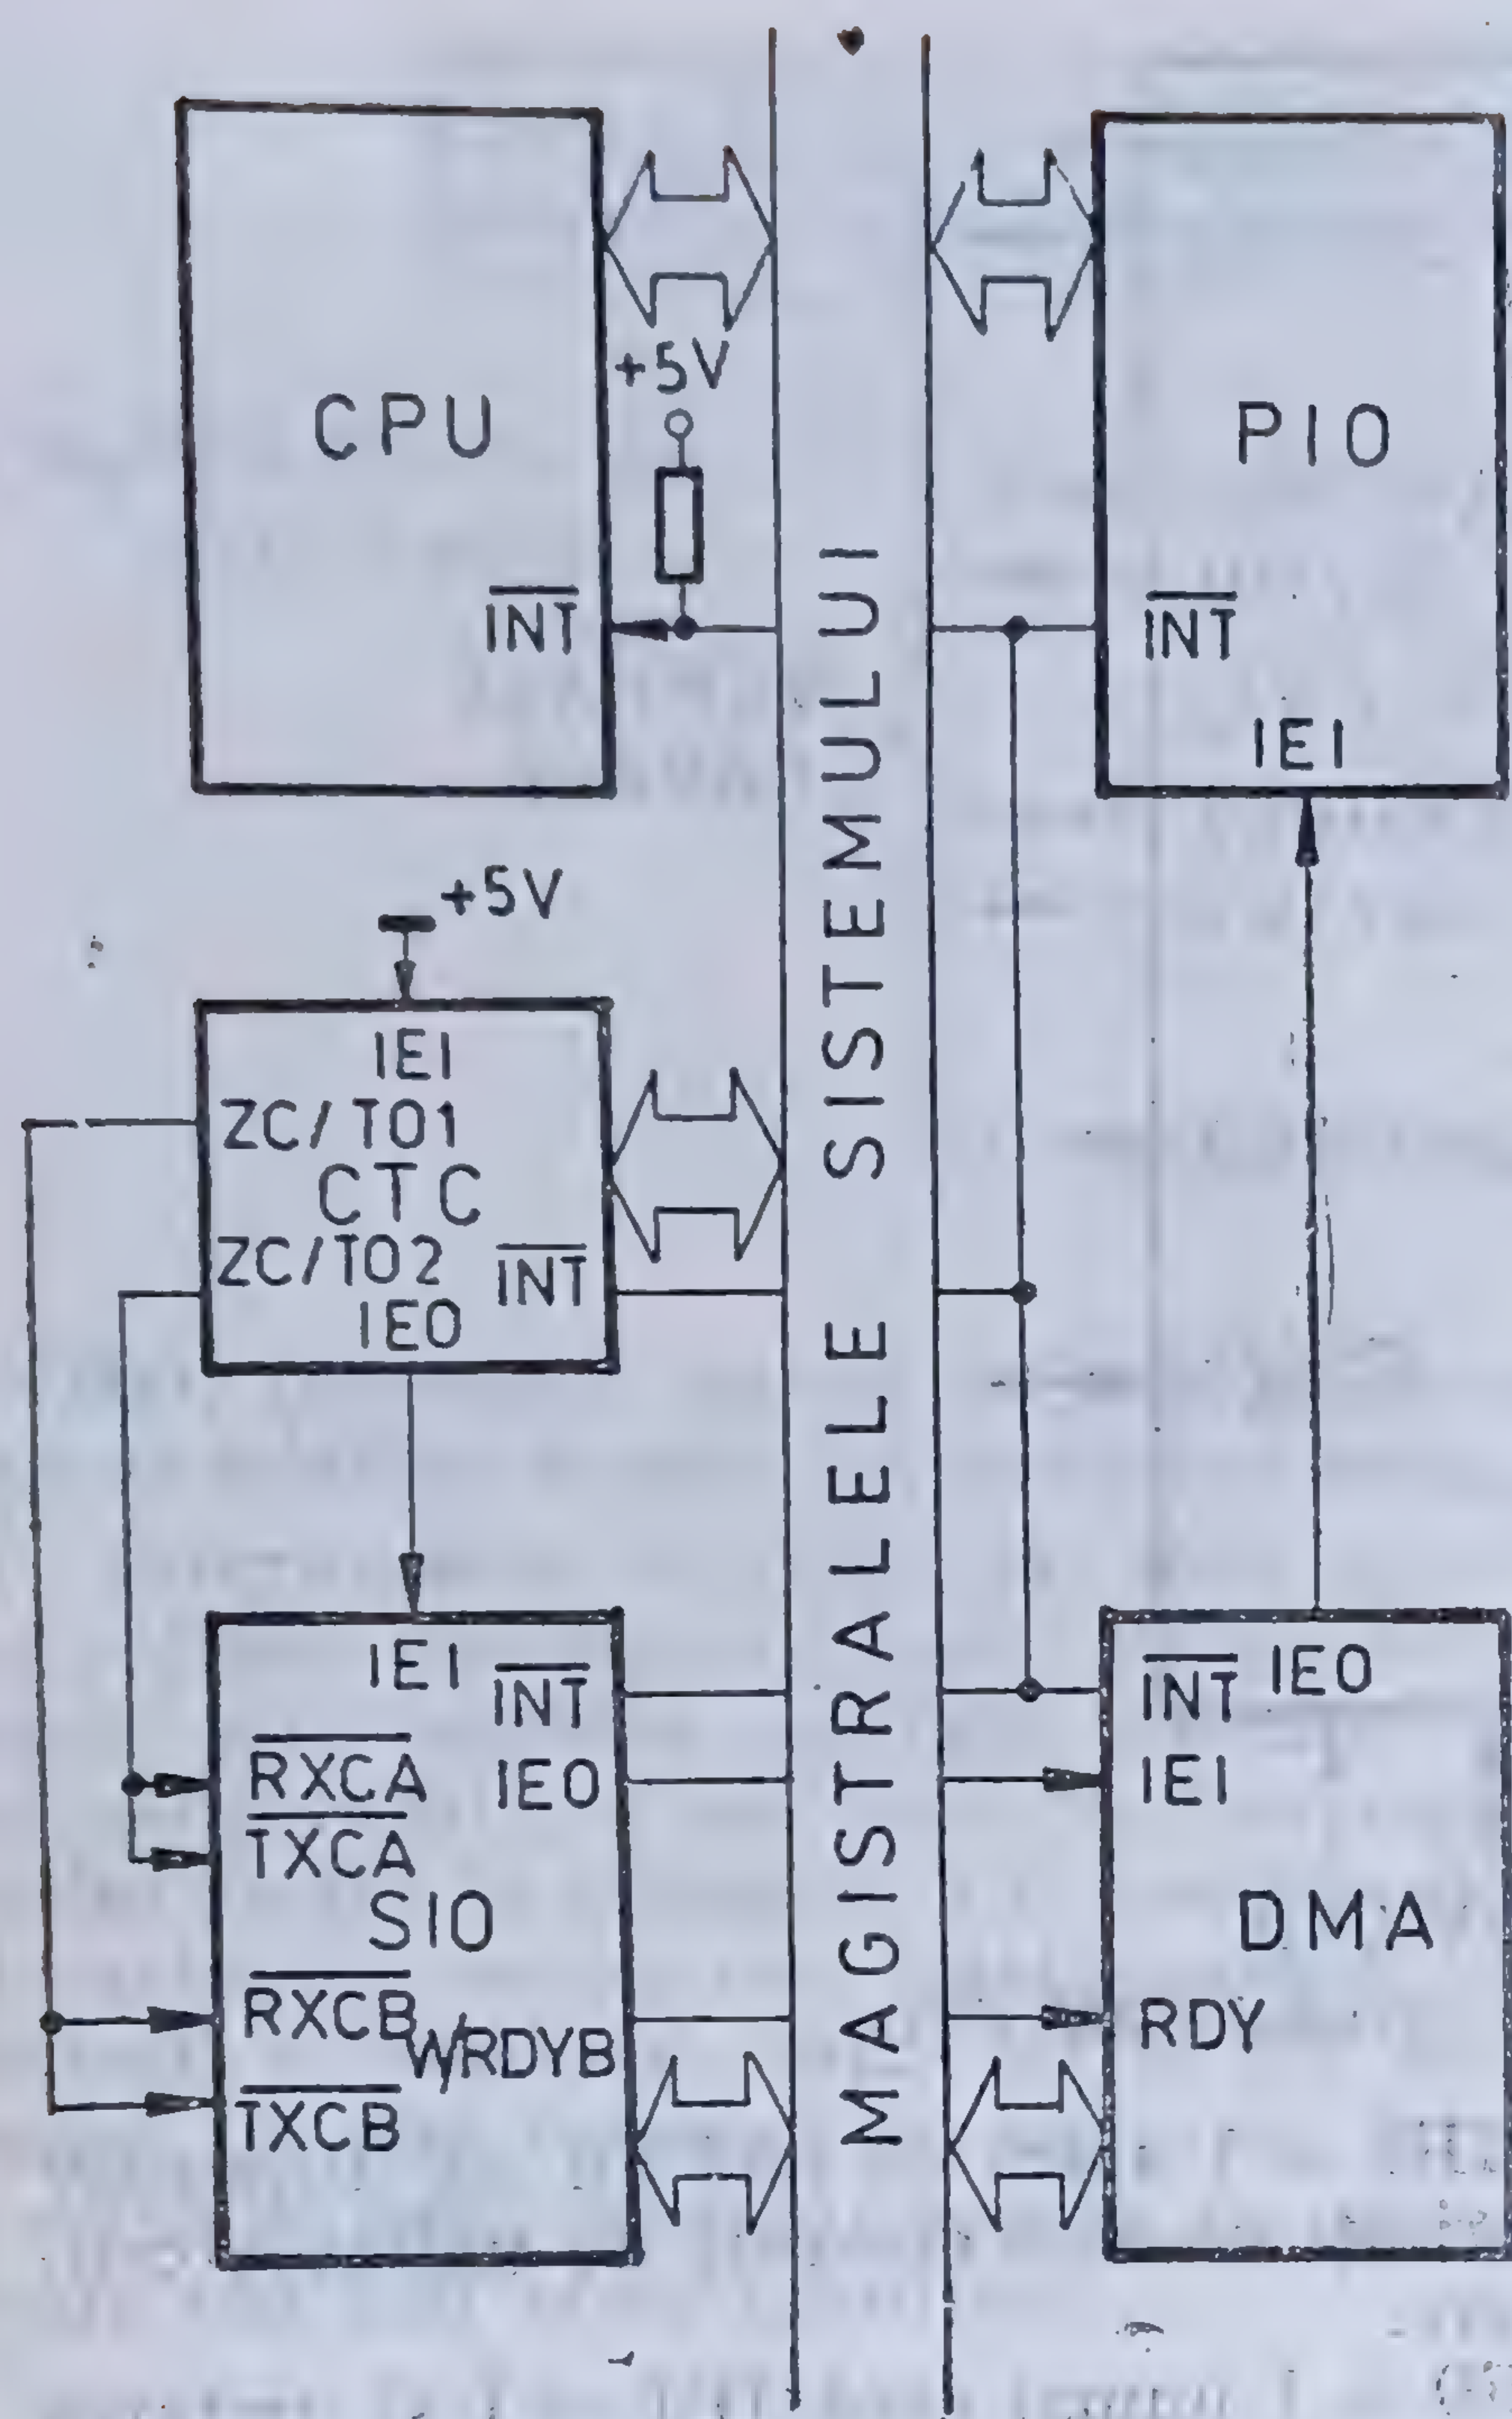 CPU
+5V
INT
MAGISTRALELE SISTEMULUI
PIO
INT
IEI
+5V
IEI
ZC/TO1
CTC
ZC/TO2
INT
IEO
IEI
INT
RXCA
IEO
TXCA
SIO
RXCB
W/RDYB
TXCB
INT
IEO
IEI
DMA
RDY